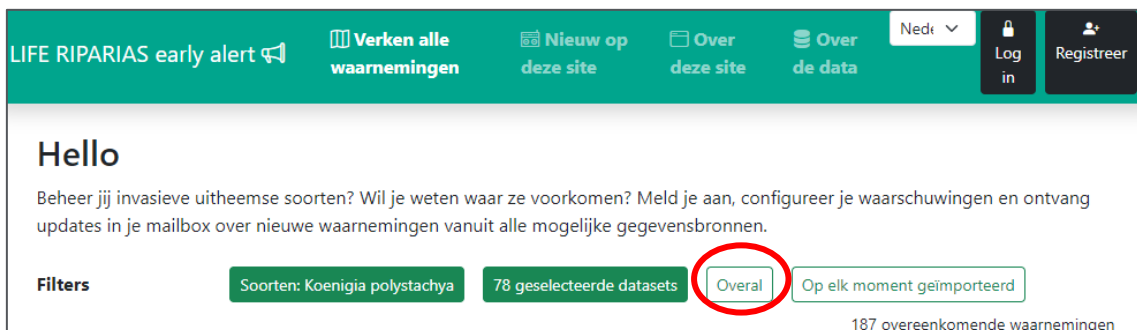 LIFE RIPARIAS early alert
Verken alle
waarnemingen
Nieuw op
deze site
Over
deze site
Over
de data
Nede
Log
in
Registreer
Hello
Beheer jij invasieve uitheemse soorten? Wil je weten waar ze voorkomen? Meld je aan, configureer je waarschuwingen en ontvang
updates in je mailbox over nieuwe waarnemingen vanuit alle mogelijke gegevensbronnen.
Filters
Soorten: Koenigia polystachya
78 geselecteerde datasets
Overal
Op elk moment geïmporteerd
187 overeenkomende waarnemingen